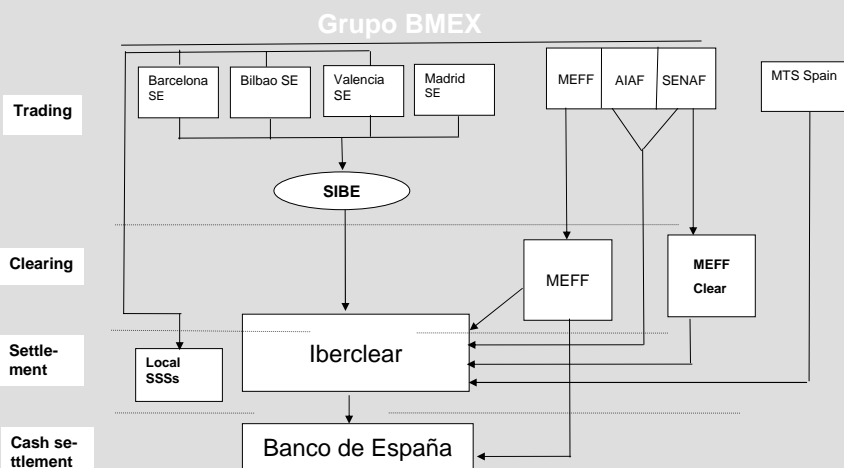 Grupo BMEX
Barcelona
SE
Bilbao SE
Valencia
SE
Madrid
SE
MEFF
AIAF
SENAF
MTS Spain
Trading
SIBE
Clearing
MEFF
MEFF
Clear
Settle-
ment
Local
SSSs
Iberclear
Cash se-
ttlement
Banco de España